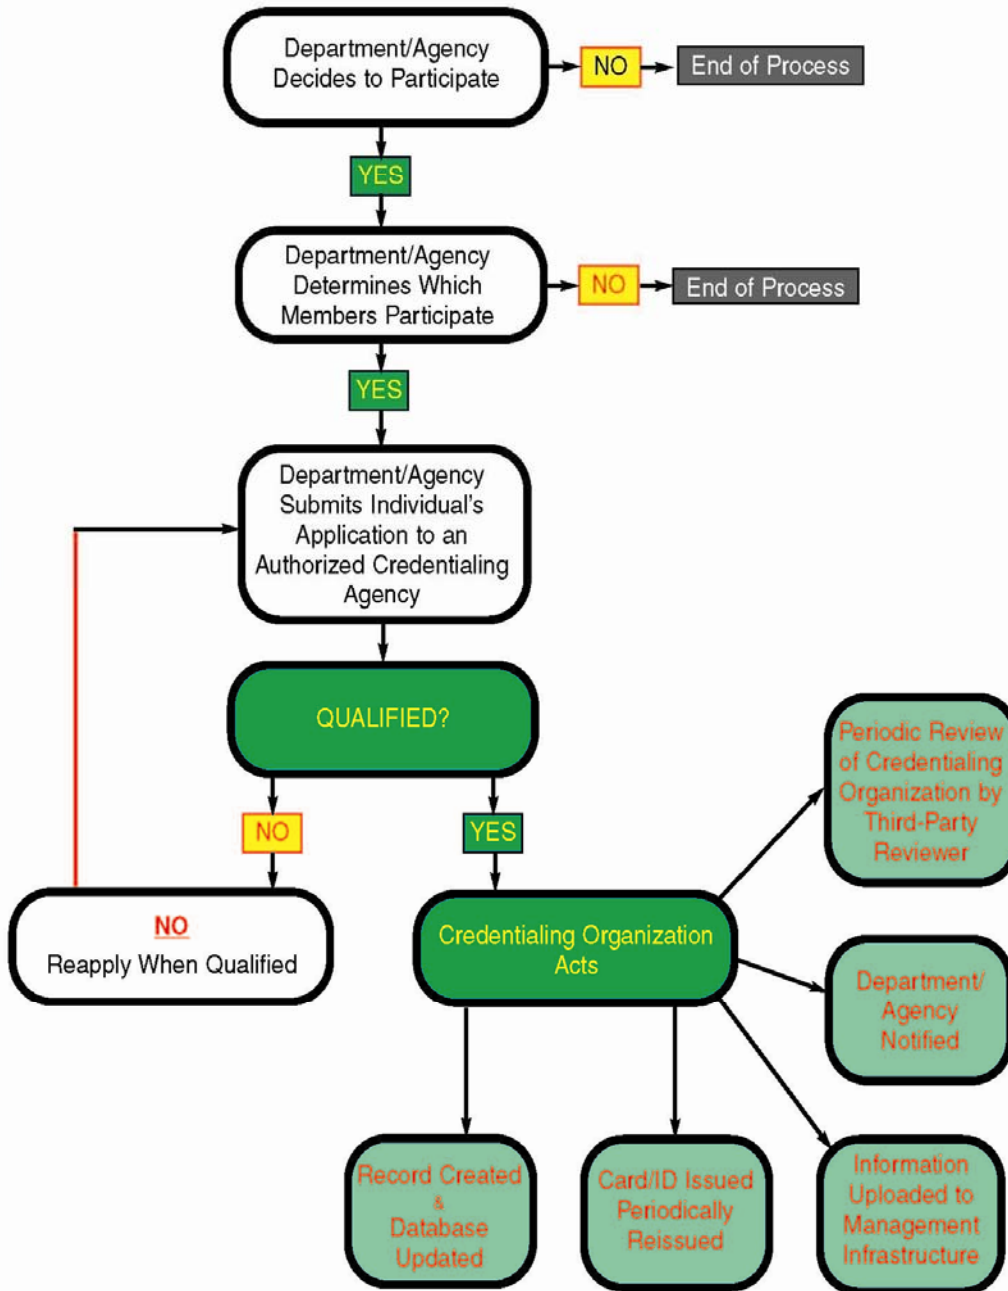 Department/Agency
Decides to Participate
NO
End of Process
YES
Department/Agency
Determines Which
Members Participate
NO
End of Process
YES
Department/Agency
Submits Individual's
Application to an
Authorized Credentialing
Agency
QUALIFIED?
NO
YES
NO
Reapply When Qualified
Credentialing Organization
Acts
Periodic Review
of Credentialing
Organization by
Third-Party
Reviewer
Department/
Agency
Notified
Record Created
&
Database
Updated
Card/ID Issued
Periodically
Reissued
Information
Uploaded to
Management
Infrastructure